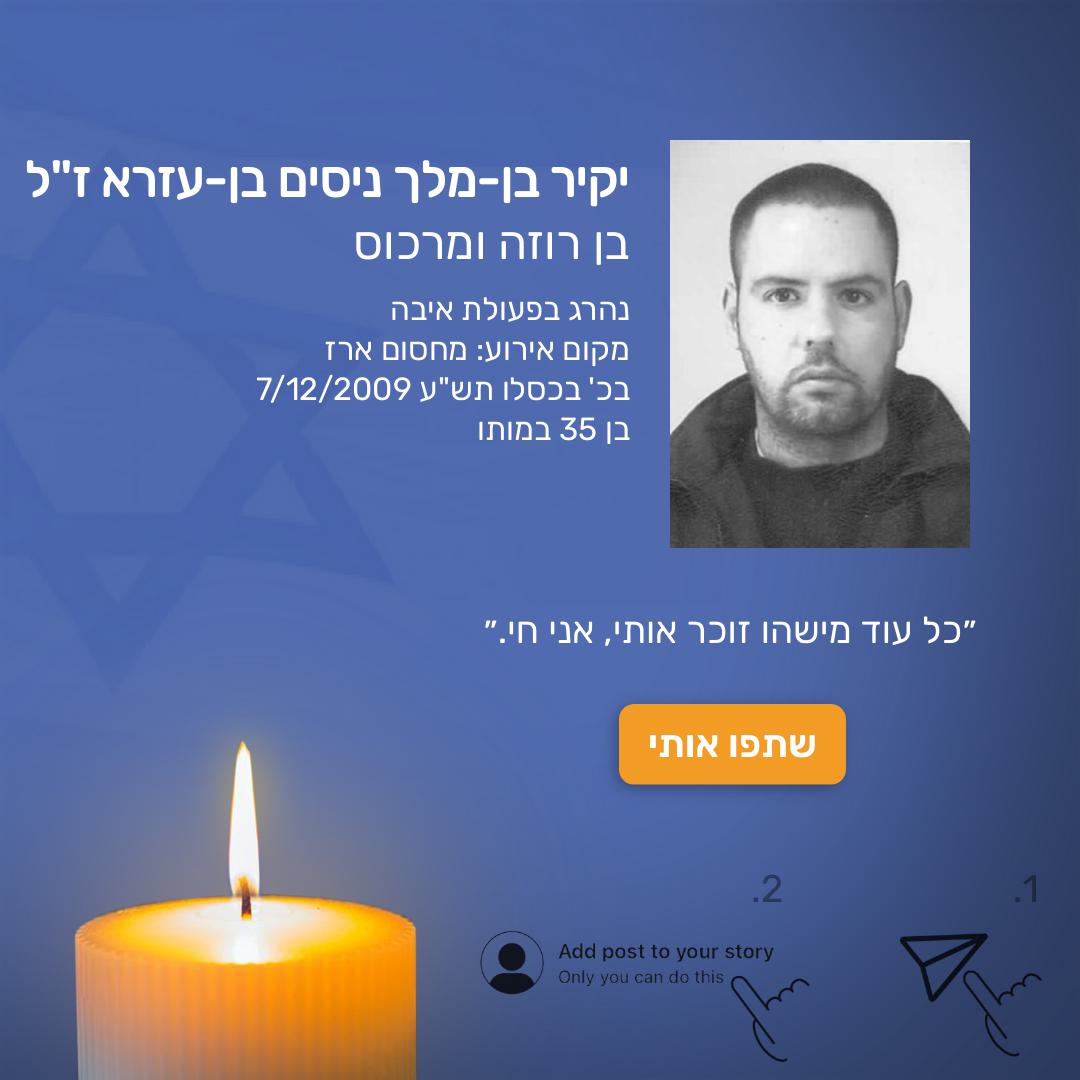 יקיר בן-מלך ניסים בן-עזרא ז"ל
בן רוזה ומרכוס
נהרג בפעולת איבה
מקום אירוע: מחסום ארז
בכ' בכסלו תש"ע 7/12/2009
בן 35 במותו
״כל עוד מישהו זוכר אותי, אני חי.״
שתפו אותי
.1
.2
Add post to your story
Only you can do this